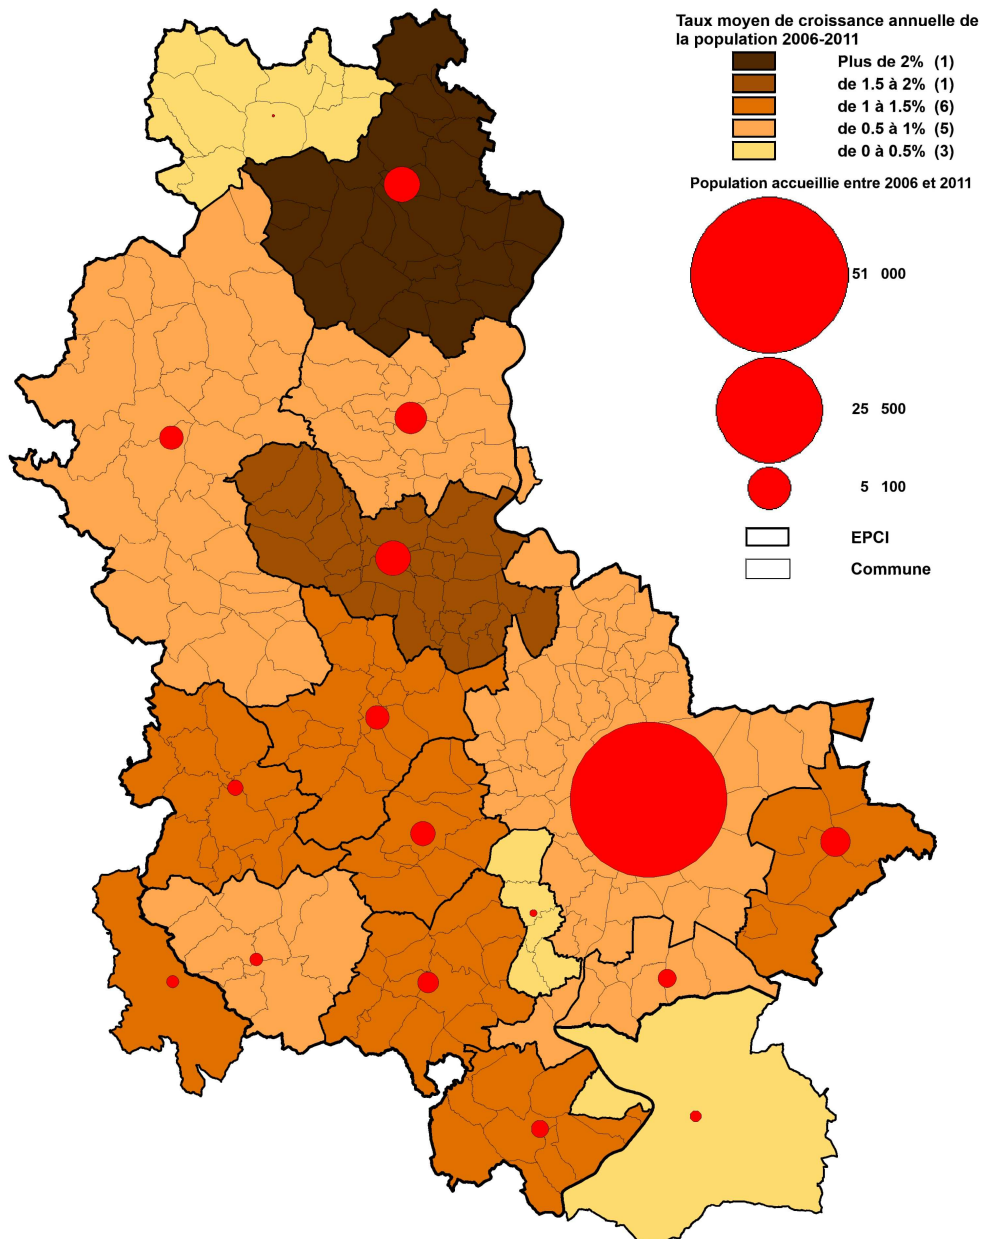 Taux moyen de croissance annuelle de
la population 2006-2011
Plus de 2% (1)
de 1.5 à 2% (1)
de 1 à 1.5% (6)
de 0.5 à 1% (5)
de 0 à 0.5% (3)
Population accueillie entre 2006 et 2011
51 000
25 500
5 100
EPCI
Commune